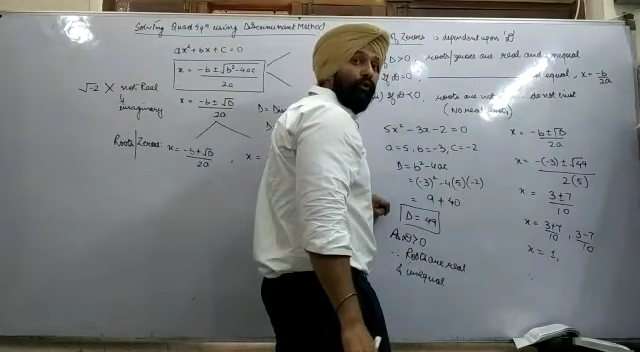 Solving Quad Eqn using Discriminant Method
ax² + bx + c = 0
x = -b ± √b² - 4ac / 2a
√-2 × not Real
& imaginary
x = -b ± √D / 2a
Roots/Zeroes: x = -b + √D / 2a , x =
of Zeroes is dependent upon 'D'
D > 0, roots/zeroes are real and unequal
If D = 0, equal, x = -b / 2a
If D < 0, roots are not do not exist
(No real roots)
5x² - 3x - 2 = 0
a = 5, b = -3, c = -2
D = b² - 4ac
= (-3)² - 4(5)(-2)
= 9 + 40
D = 49
As D > 0
∴ Roots are real
& unequal
x = -b ± √D / 2a
x = -(-3) ± √49 / 2(5)
x = 3 ± 7 / 10
x = 3+7 / 10 , 3-7 / 10
x = 1,